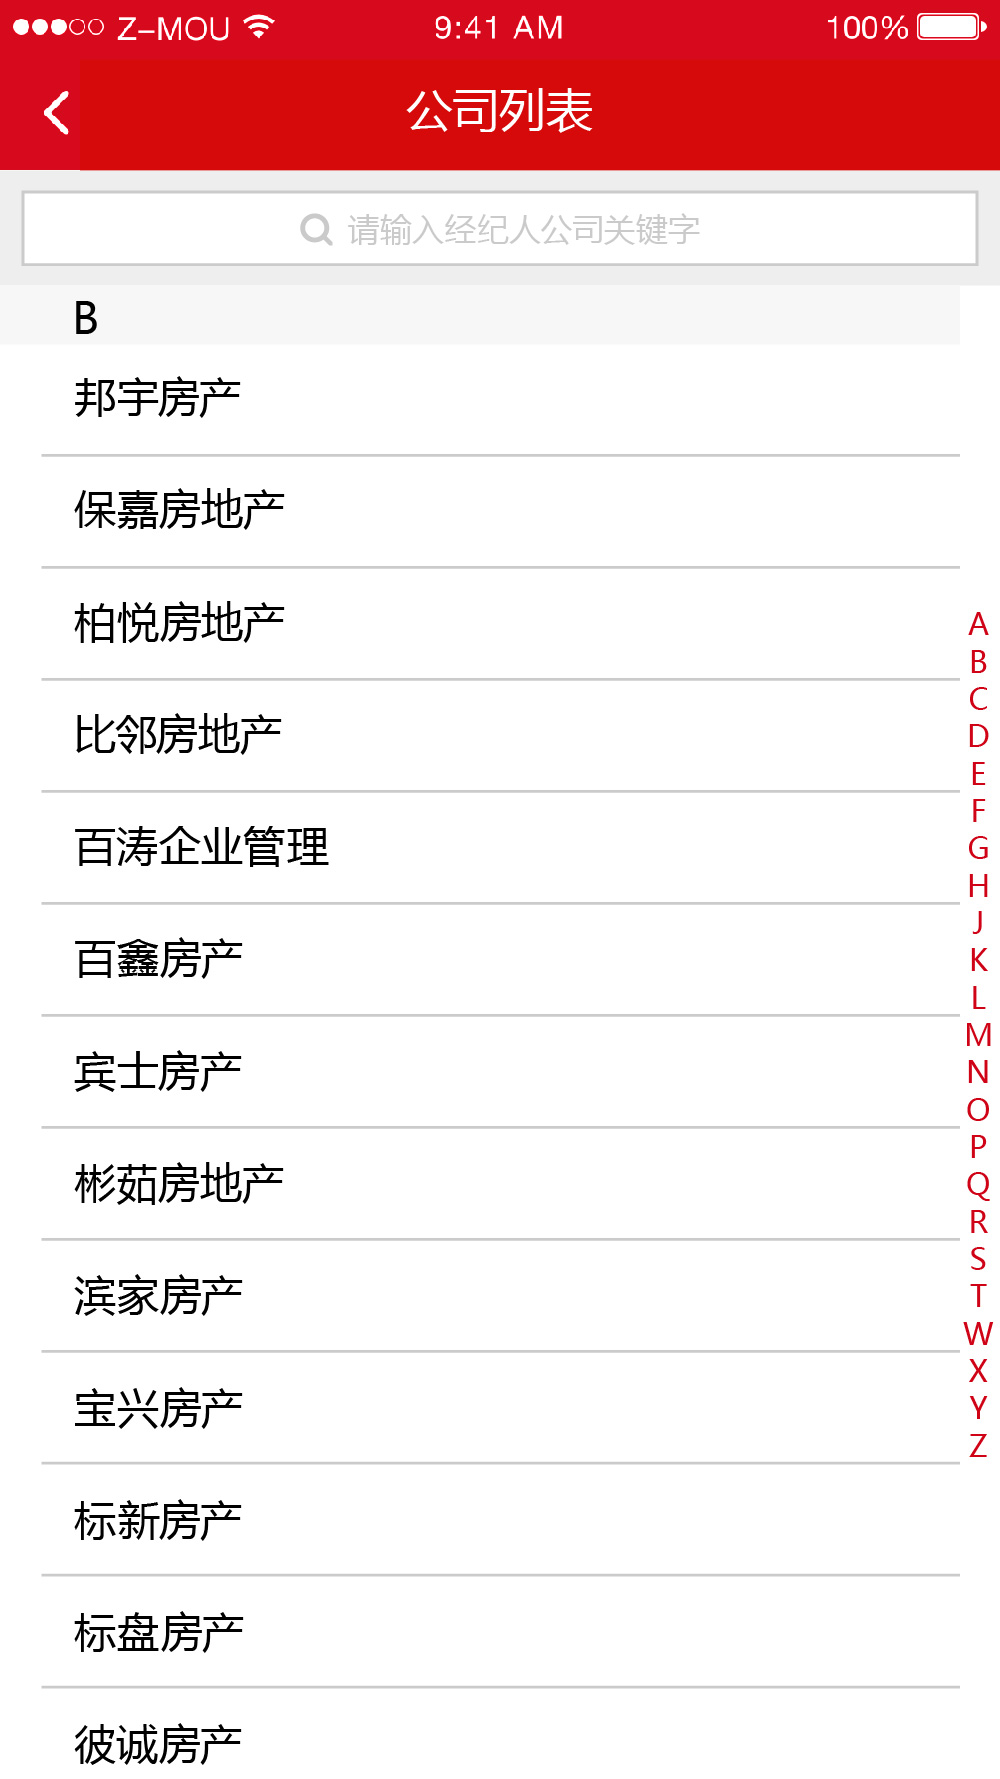 Z-MOU 9:41 AM 100%
公司列表
请输入经纪人公司关键字
B
邦宇房产
保嘉房地产
柏悦房地产
比邻房地产
百涛企业管理
百鑫房产
宾士房产
彬茹房地产
滨家房产
宝兴房产
标新房产
标盘房产
彼诚房产
A
B
C
D
E
F
G
H
J
K
L
M
N
O
P
Q
R
S
T
W
X
Y
Z